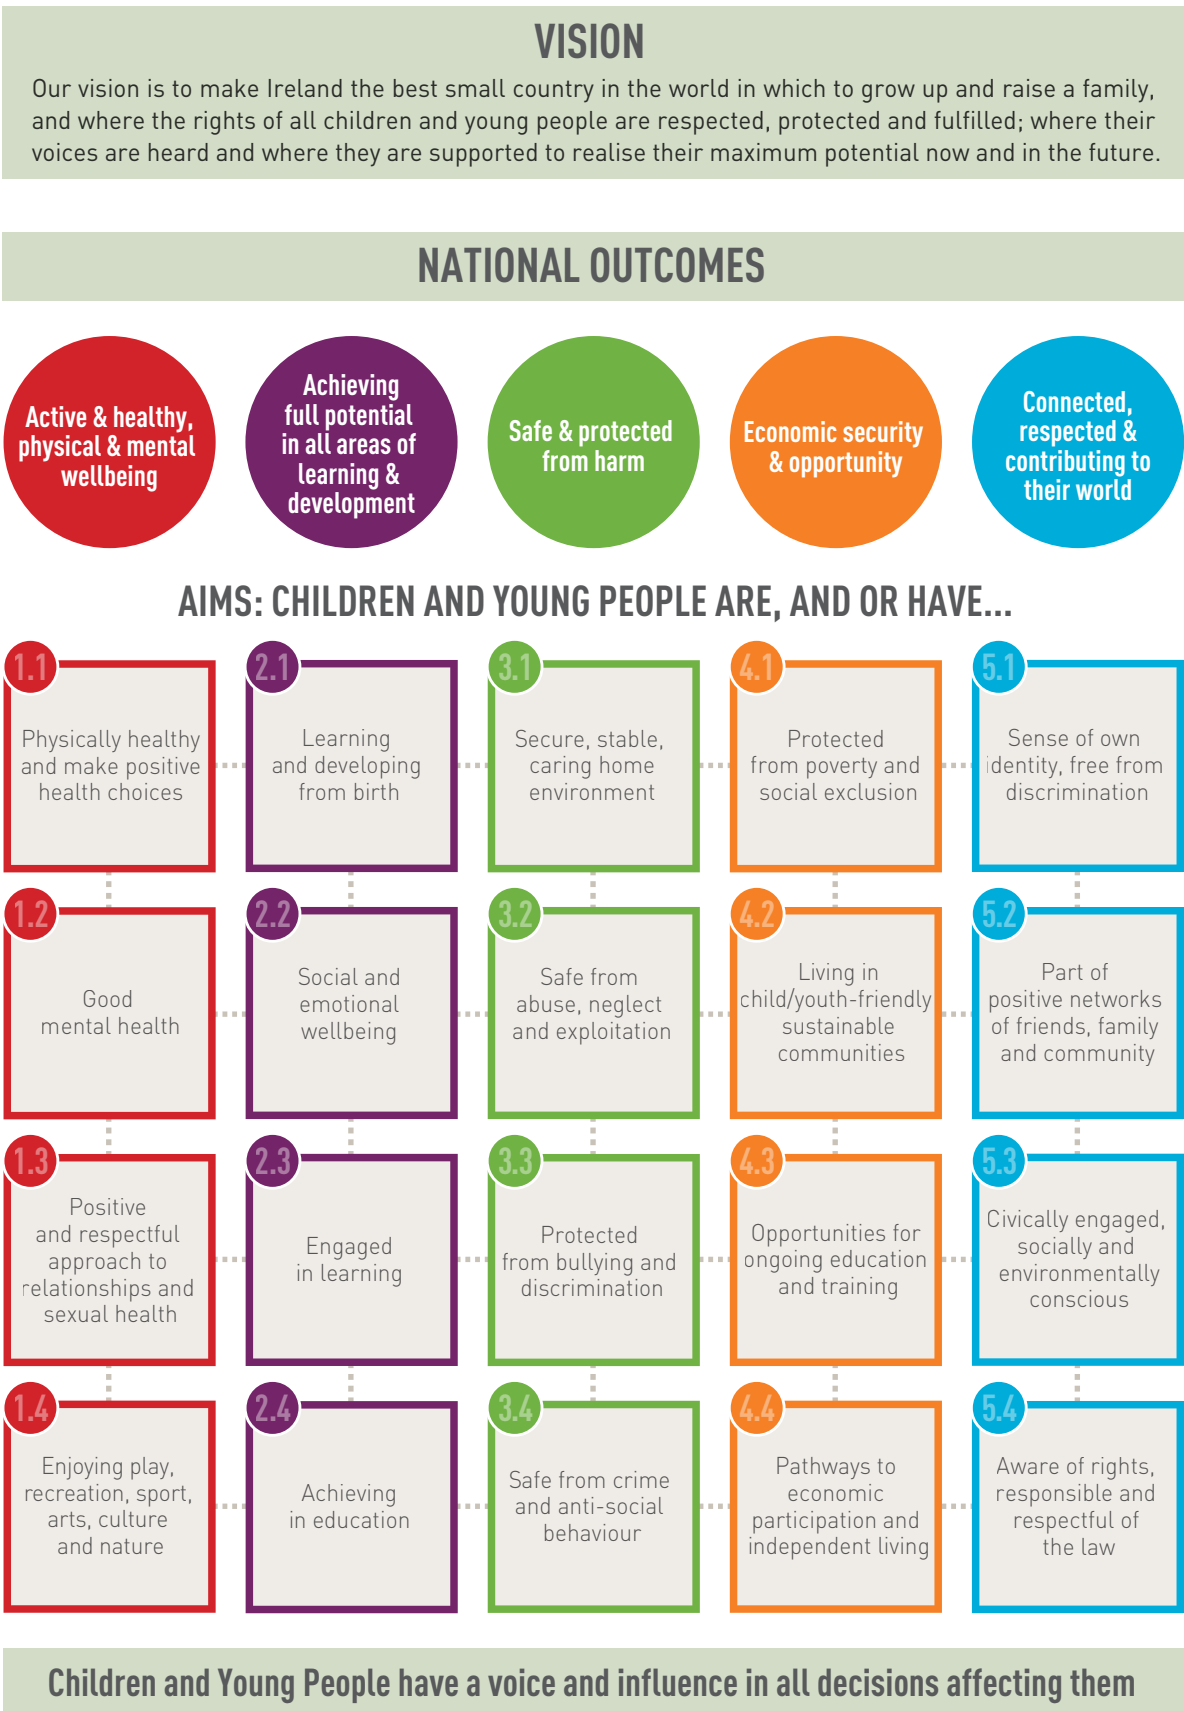 VISION
Our vision is to make Ireland the best small country in the world in which to grow up and raise a family,
and where the rights of all children and young people are respected, protected and fulfilled; where their
voices are heard and where they are supported to realise their maximum potential now and in the future.
NATIONAL OUTCOMES
Active & healthy,
physical & mental
wellbeing
Achieving
full potential
in all areas of
learning &
development
Safe & protected
from harm
Economic security
& opportunity
Connected,
respected &
contributing to
their world
AIMS: CHILDREN AND YOUNG PEOPLE ARE, AND OR HAVE...
1.1
Physically healthy
and make positive
health choices
2.1
Learning
and developing
from birth
3.1
Secure, stable,
caring home
environment
4.1
Protected
from poverty and
social exclusion
5.1
Sense of own
identity, free from
discrimination
1.2
Good
mental health
2.2
Social and
emotional
wellbeing
3.2
Safe from
abuse, neglect
and exploitation
4.2
Living in
child/youth-friendly
sustainable
communities
5.2
Part of
positive networks
of friends, family
and community
1.3
Positive
and respectful
approach to
relationships and
sexual health
2.3
Engaged
in learning
3.3
Protected
from bullying and
discrimination
4.3
Opportunities for
ongoing education
and training
5.3
Civically engaged,
socially and
environmentally
conscious
1.4
Enjoying play,
recreation, sport,
arts, culture
and nature
2.4
Achieving
in education
3.4
Safe from crime
and anti-social
behaviour
4.4
Pathways to
economic
participation and
independent living
5.4
Aware of rights,
responsible and
respectful of
the law
Children and Young People have a voice and influence in all decisions affecting them